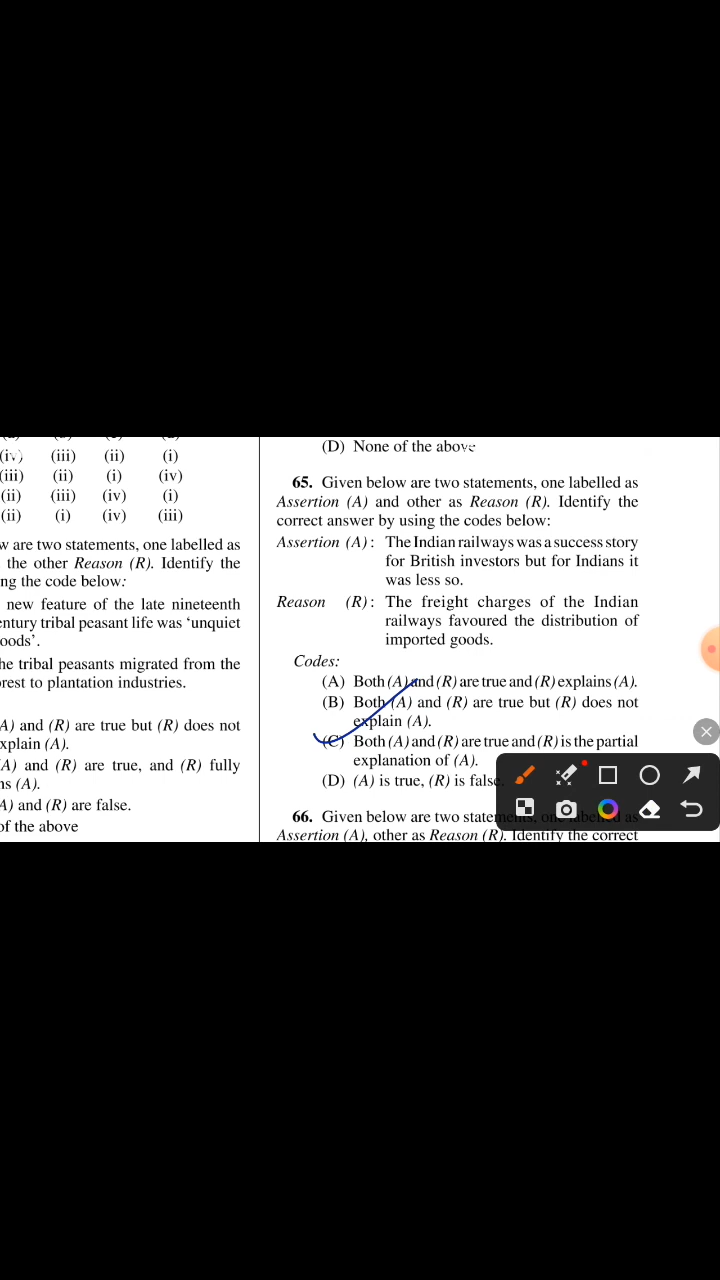 (iv) (iii) (ii) (i)
(iii) (ii) (i) (iv)
(ii) (iii) (iv) (i)
(ii) (i) (iv) (iii)
w are two statements, one labelled as
the other Reason (R). Identify the
ng the code below:
new feature of the late nineteenth
entury tribal peasant life was ‘unquiet
oods’.
he tribal peasants migrated from the
rest to plantation industries.
A) and (R) are true but (R) does not
xplain (A).
A) and (R) are true, and (R) fully
ns (A).
A) and (R) are false.
of the above
(D) None of the above
65. Given below are two statements, one labelled as
Assertion (A) and other as Reason (R). Identify the
correct answer by using the codes below:
Assertion (A): The Indian railways was a success story
for British investors but for Indians it
was less so.
Reason (R): The freight charges of the Indian
railways favoured the distribution of
imported goods.
Codes:
(A) Both (A) and (R) are true and (R) explains (A).
(B) Both (A) and (R) are true but (R) does not
explain (A).
(C) Both (A) and (R) are true and (R) is the partial
explanation of (A).
(D) (A) is true, (R) is false
66. Given below are two statements, one labelled as
Assertion (A), other as Reason (R). Identify the correct